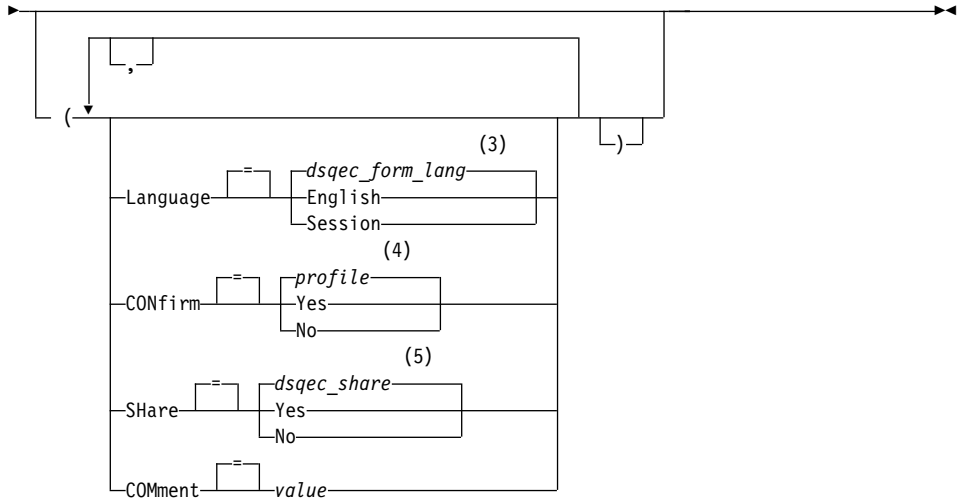 ,
(
)
(3)
=
dsqec_form_lang
Language
English
Session
(4)
=
profile
CONfirm
Yes
No
(5)
=
dsqec_share
SHare
Yes
No
=
COMment
value